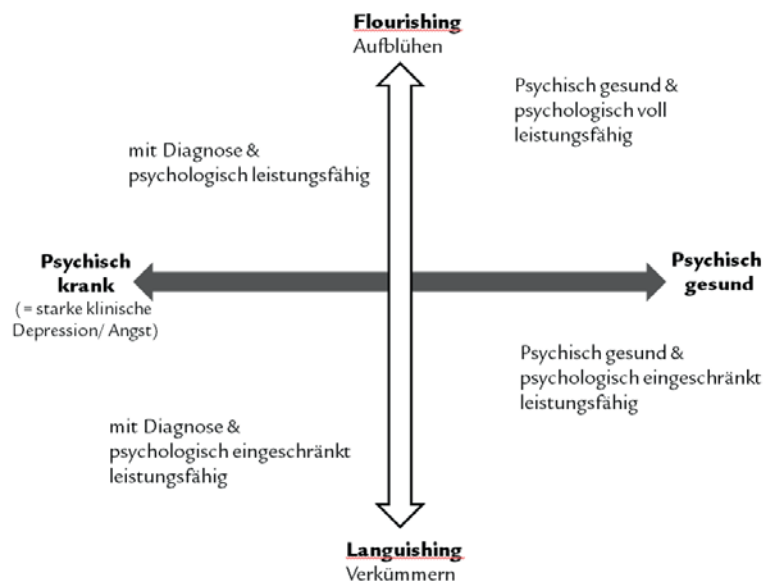 Flourishing
Aufblühen
Psychisch gesund &
psychologisch voll
leistungsfähig
mit Diagnose &
psychologisch leistungsfähig
Psychisch
krank
( = starke klinische
Depression/ Angst)
Psychisch
gesund
Psychisch gesund &
psychologisch eingeschränkt
leistungsfähig
mit Diagnose &
psychologisch eingeschränkt
leistungsfähig
Languishing
Verkümmern